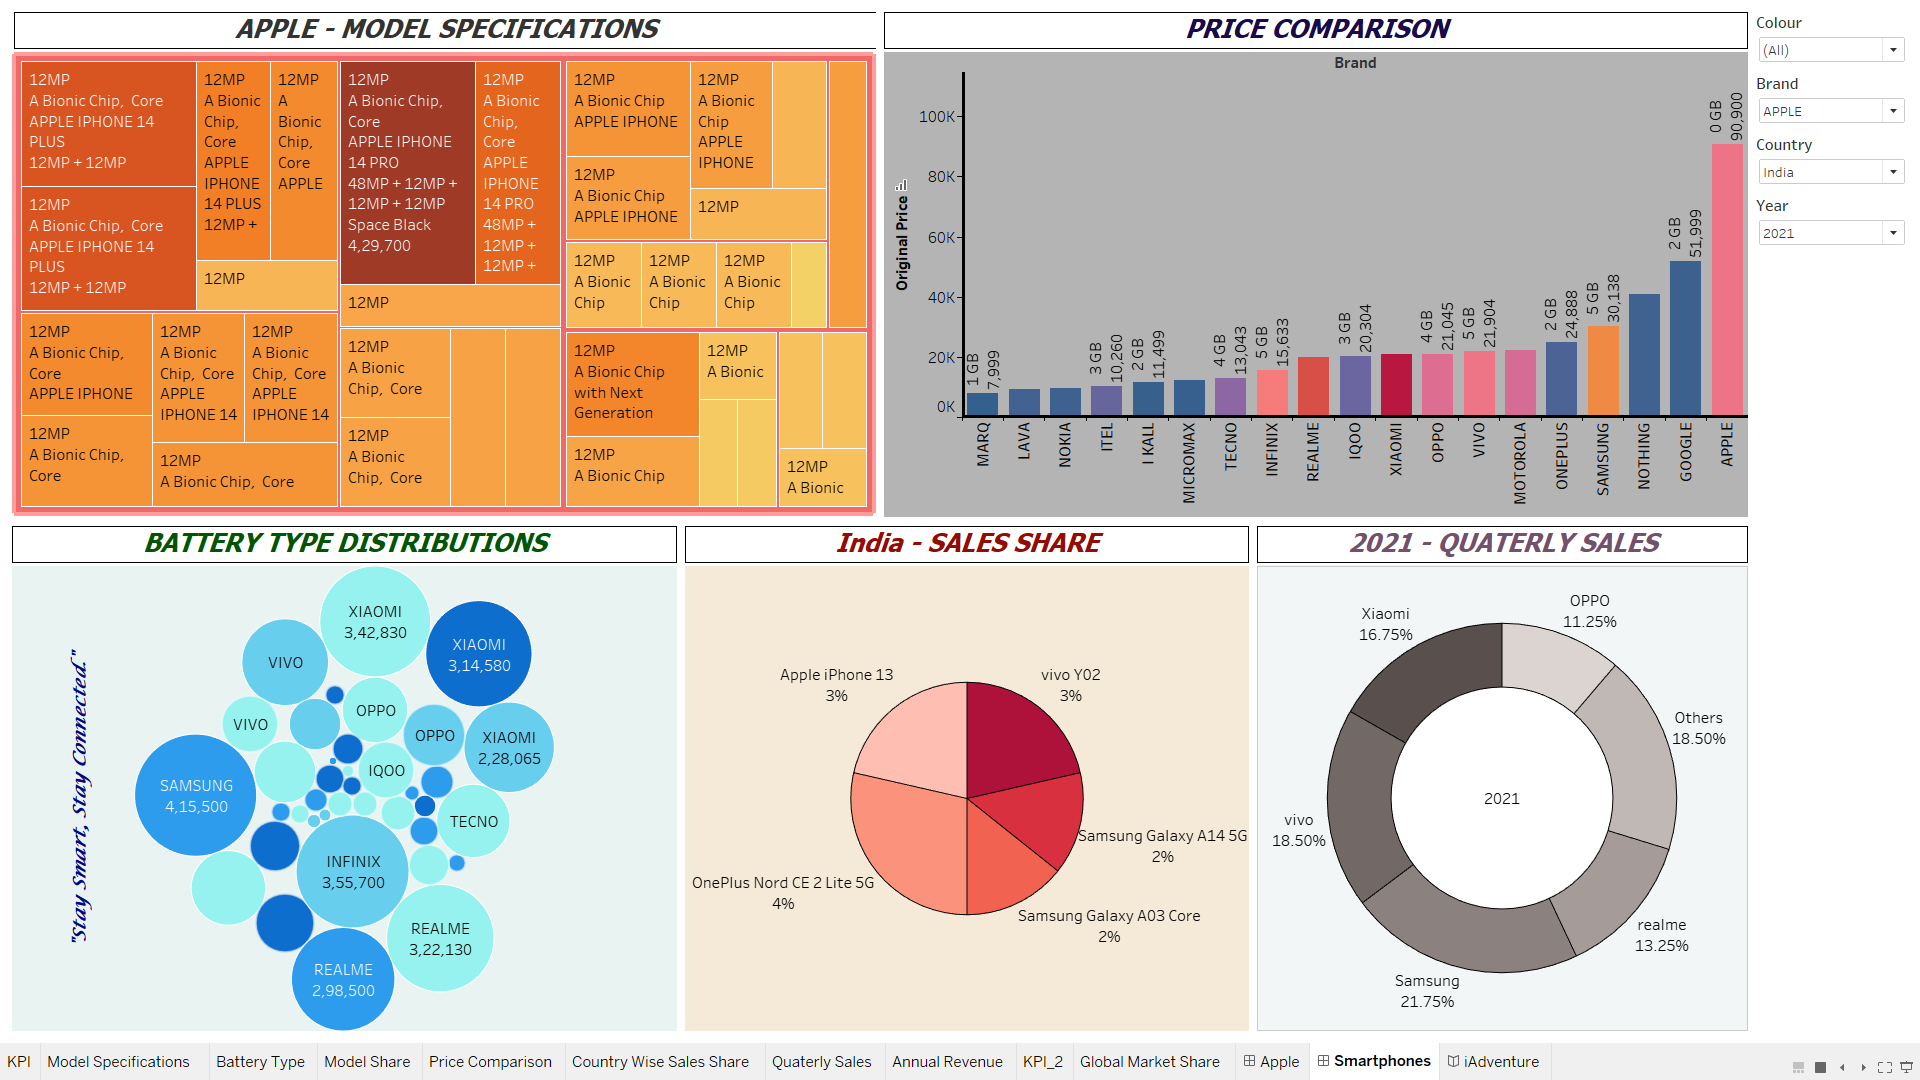 APPLE - MODEL SPECIFICATIONS
12MP
A Bionic Chip,  Core
APPLE IPHONE 14
PLUS
12MP + 12MP
12MP
A Bionic
Chip,
Core
APPLE
IPHONE
14 PLUS
12MP +
12MP
A
Bionic
Chip,
Core
APPLE
12MP
A Bionic Chip,
Core
APPLE IPHONE
14 PRO
48MP + 12MP +
12MP + 12MP
Space Black
4,29,700
12MP
A Bionic
Chip,
Core
APPLE
IPHONE
14 PRO
48MP +
12MP +
12MP +
12MP
A Bionic Chip
APPLE IPHONE
12MP
A Bionic
Chip
APPLE
IPHONE
12MP
A Bionic Chip,  Core
APPLE IPHONE 14
PLUS
12MP + 12MP
12MP
12MP
12MP
A Bionic Chip
APPLE IPHONE
12MP
12MP
A Bionic
Chip
12MP
A Bionic
Chip
12MP
A Bionic
Chip
12MP
A Bionic Chip,
Core
APPLE IPHONE
12MP
A Bionic
Chip,  Core
APPLE
IPHONE 14
12MP
A Bionic
Chip,  Core
APPLE
IPHONE 14
12MP
A Bionic
Chip,  Core
12MP
A Bionic Chip
with Next
Generation
12MP
A Bionic
12MP
A Bionic Chip,
Core
12MP
A Bionic Chip,  Core
12MP
A Bionic
Chip,  Core
12MP
A Bionic Chip
12MP
A Bionic
PRICE COMPARISON
Brand
Original Price
100K
80K
60K
40K
20K
0K
1 GB
7,999
3 GB
10,260
2 GB
11,499
4 GB
13,043
5 GB
15,633
3 GB
20,304
4 GB
21,045
5 GB
21,904
2 GB
24,888
5 GB
30,138
2 GB
51,999
0 GB
90,900
MARQ
LAVA
NOKIA
ITEL
I KALL
MICROMAX
TECNO
INFINIX
REALME
IQOO
XIAOMI
OPPO
VIVO
MOTOROLA
ONEPLUS
SAMSUNG
NOTHING
GOOGLE
APPLE
Colour
(All)
Brand
APPLE
Country
India
Year
2021
BATTERY TYPE DISTRIBUTIONS
"Stay Smart, Stay Connected."
XIAOMI
3,42,830
XIAOMI
3,14,580
VIVO
VIVO
OPPO
OPPO
XIAOMI
2,28,065
IQOO
SAMSUNG
4,15,500
TECNO
INFINIX
3,55,700
REALME
3,22,130
REALME
2,98,500
India - SALES SHARE
Apple iPhone 13
3%
vivo Y02
3%
Samsung Galaxy A14 5G
2%
OnePlus Nord CE 2 Lite 5G
4%
Samsung Galaxy A03 Core
2%
2021 - QUATERLY SALES
Xiaomi
16.75%
OPPO
11.25%
Others
18.50%
2021
vivo
18.50%
realme
13.25%
Samsung
21.75%
KPI
Model Specifications
Battery Type
Model Share
Price Comparison
Country Wise Sales Share
Quaterly Sales
Annual Revenue
KPI_2
Global Market Share
Apple
Smartphones
iAdventure